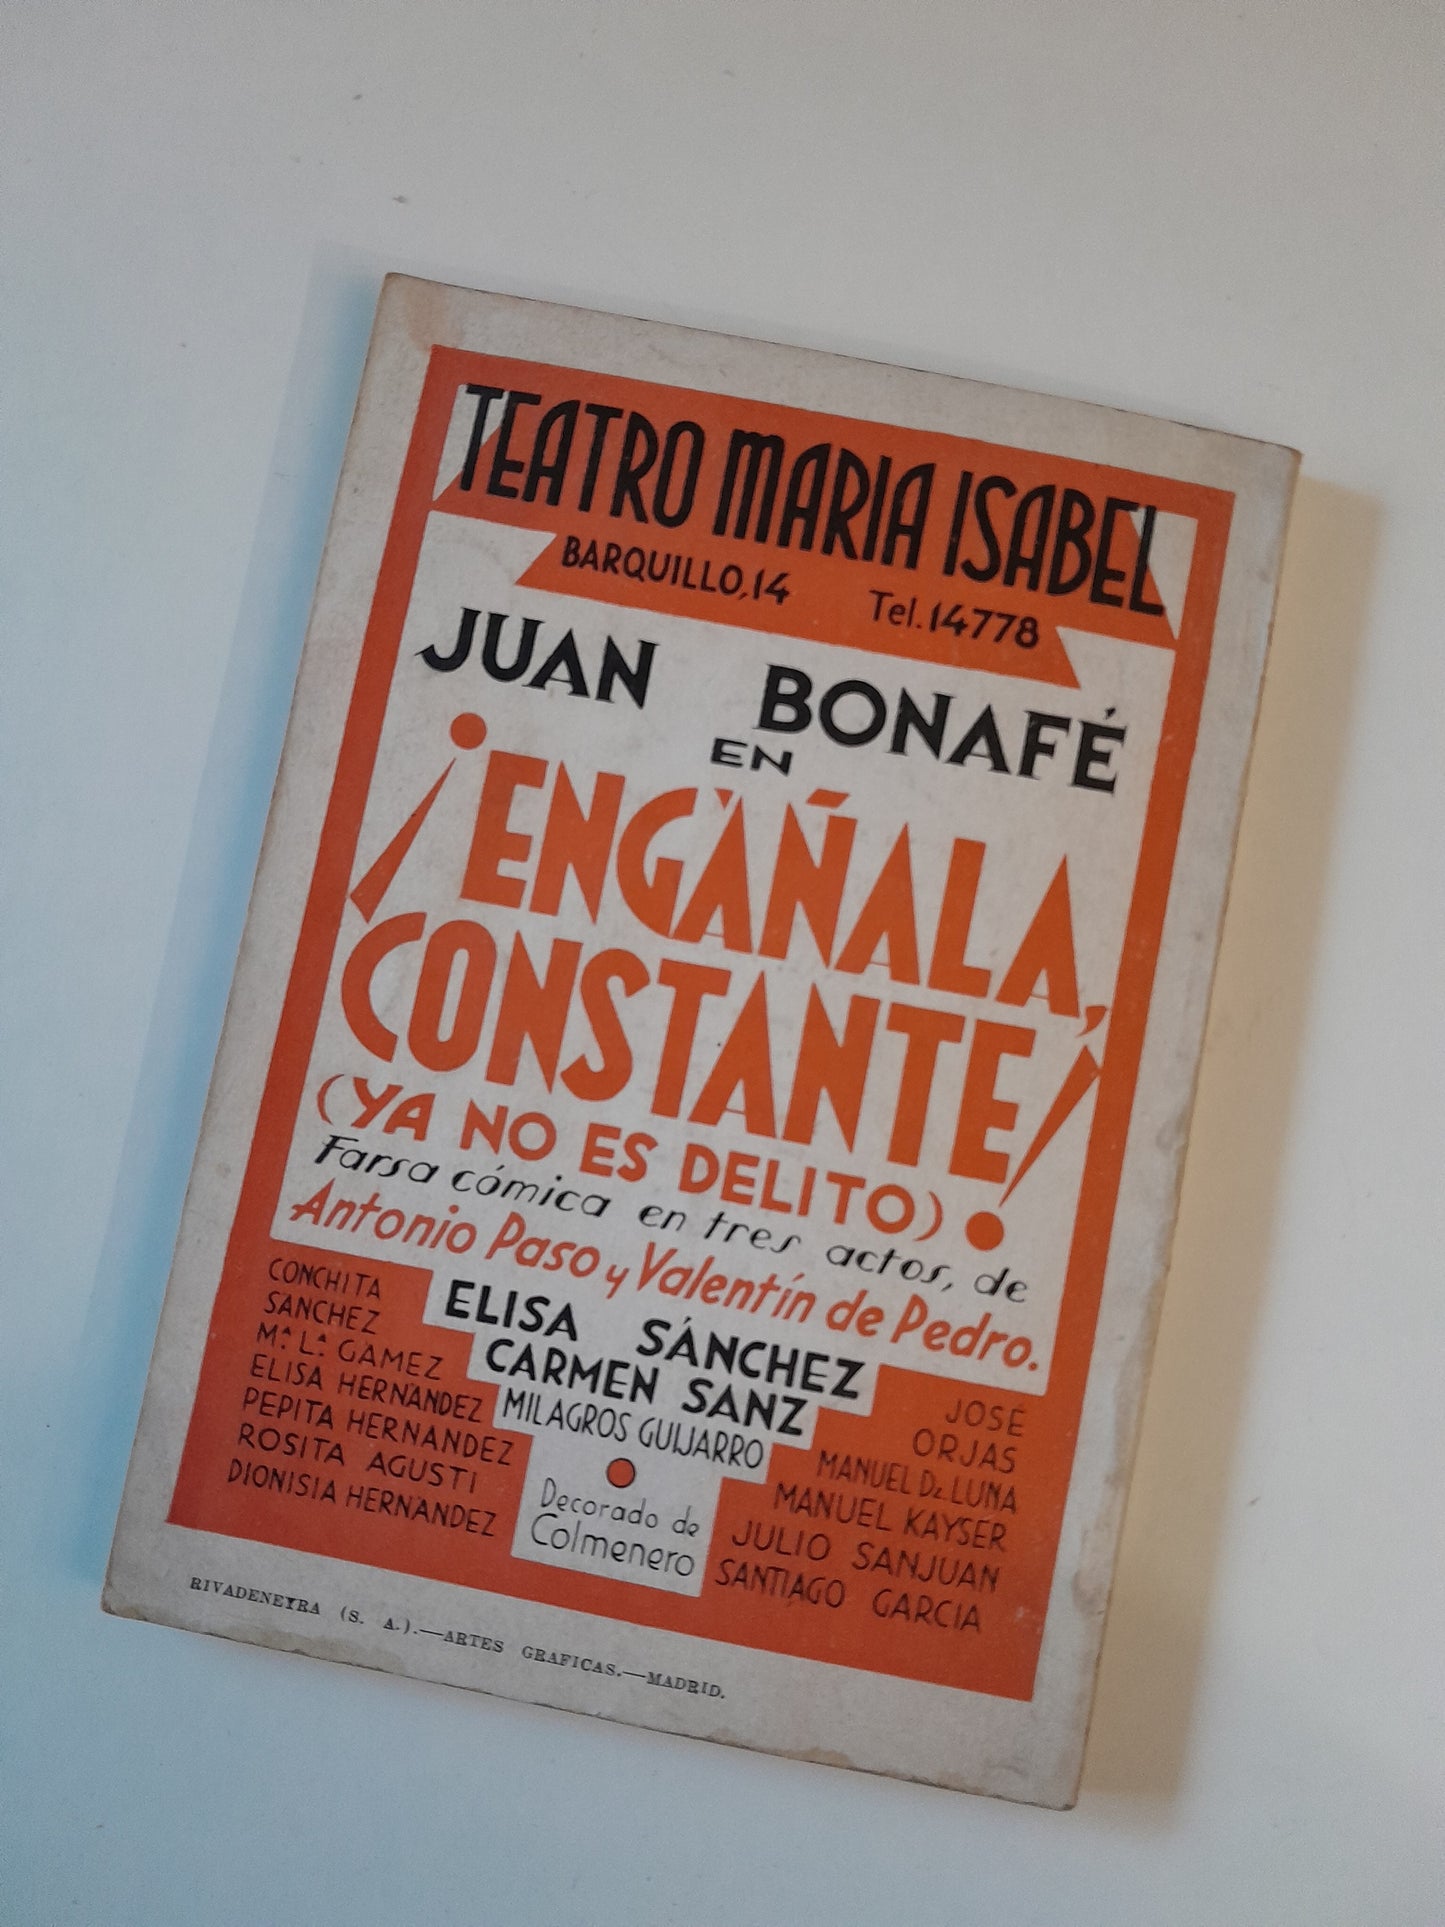 TEATRO MARIA ISABEL
BARQUILLO, 14 Tel. 14778
JUAN BONAFÉ
EN
¡ENGÁÑALA,
CONSTANTE!
(YA NO ES DELITO)
Farsa cómica en tres actos, de
Antonio Paso y Valentín de Pedro.
ELISA SÁNCHEZ
CARMEN SANZ
MILAGROS GUIJARRO
CONCHITA
SANCHEZ
Mª Lª GAMEZ
ELISA HERNANDEZ
PEPITA HERNANDEZ
ROSITA AGUSTI
DIONISIA HERNANDEZ
Decorado de
Colmenero
JOSÉ
ORJAS
MANUEL DE LUNA
MANUEL KAYSER
JULIO SANJUAN
SANTIAGO GARCIA
RIVADENEYRA (S. A.).—ARTES GRAFICAS.—MADRID.